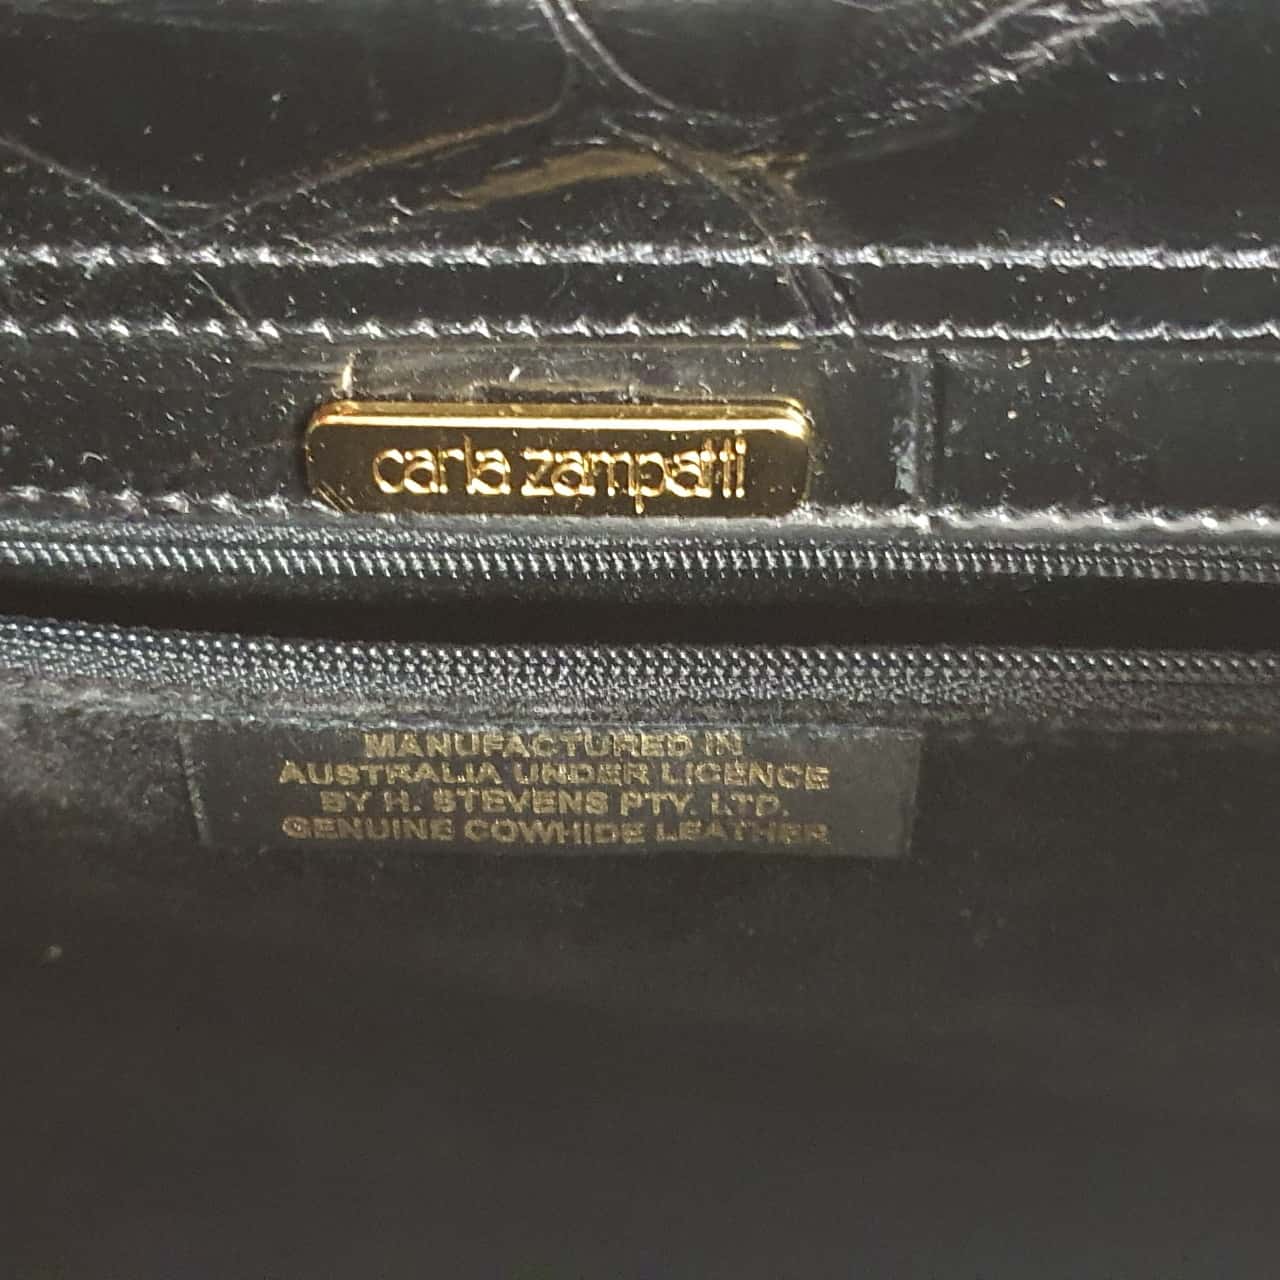 carla zampatti
MANUFACTURED IN
AUSTRALIA UNDER LICENCE
BY H. STEVENS PTY. LTD.
GENUINE COWHIDE LEATHER